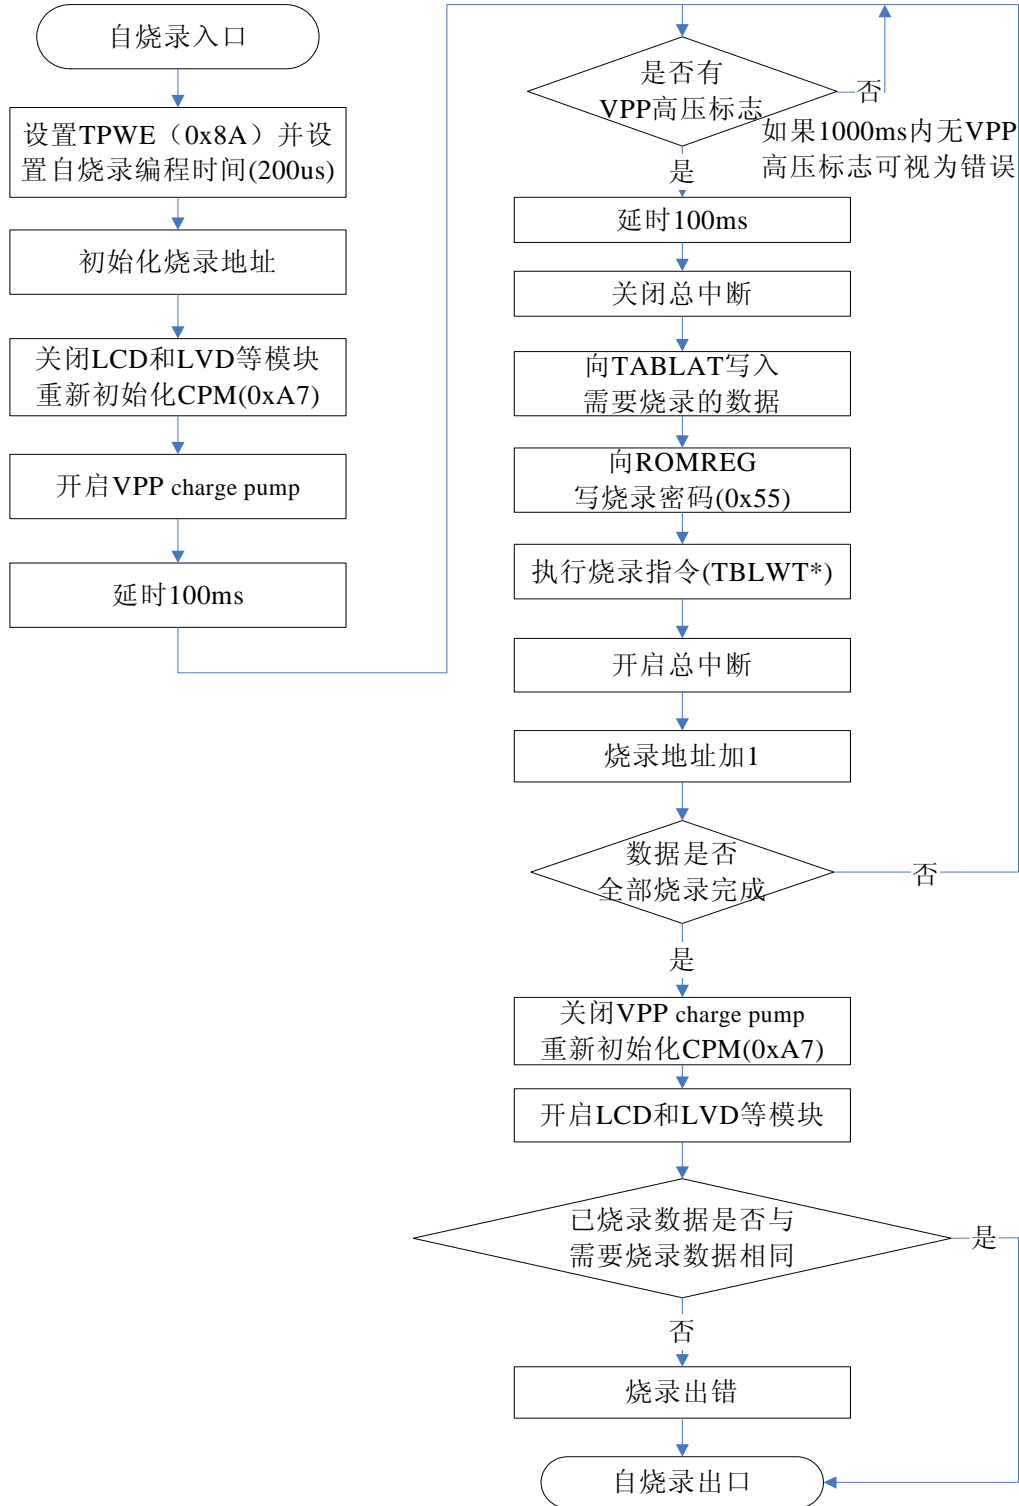 自烧录入口
设置TPWE（0x8A）并设
置自烧录编程时间(200us)
初始化烧录地址
关闭LCD和LVD等模块
重新初始化CPM(0xA7)
开启VPP charge pump
延时100ms
是否有
VPP高压标志
否
如果1000ms内无VPP
高压标志可视为错误
是
延时100ms
关闭总中断
向TABLAT写入
需要烧录的数据
向ROMREG
写烧录密码(0x55)
执行烧录指令(TBLWT*)
开启总中断
烧录地址加1
数据是否
全部烧录完成
否
是
关闭VPP charge pump
重新初始化CPM(0xA7)
开启LCD和LVD等模块
已烧录数据是否与
需要烧录数据相同
是
否
烧录出错
自烧录出口